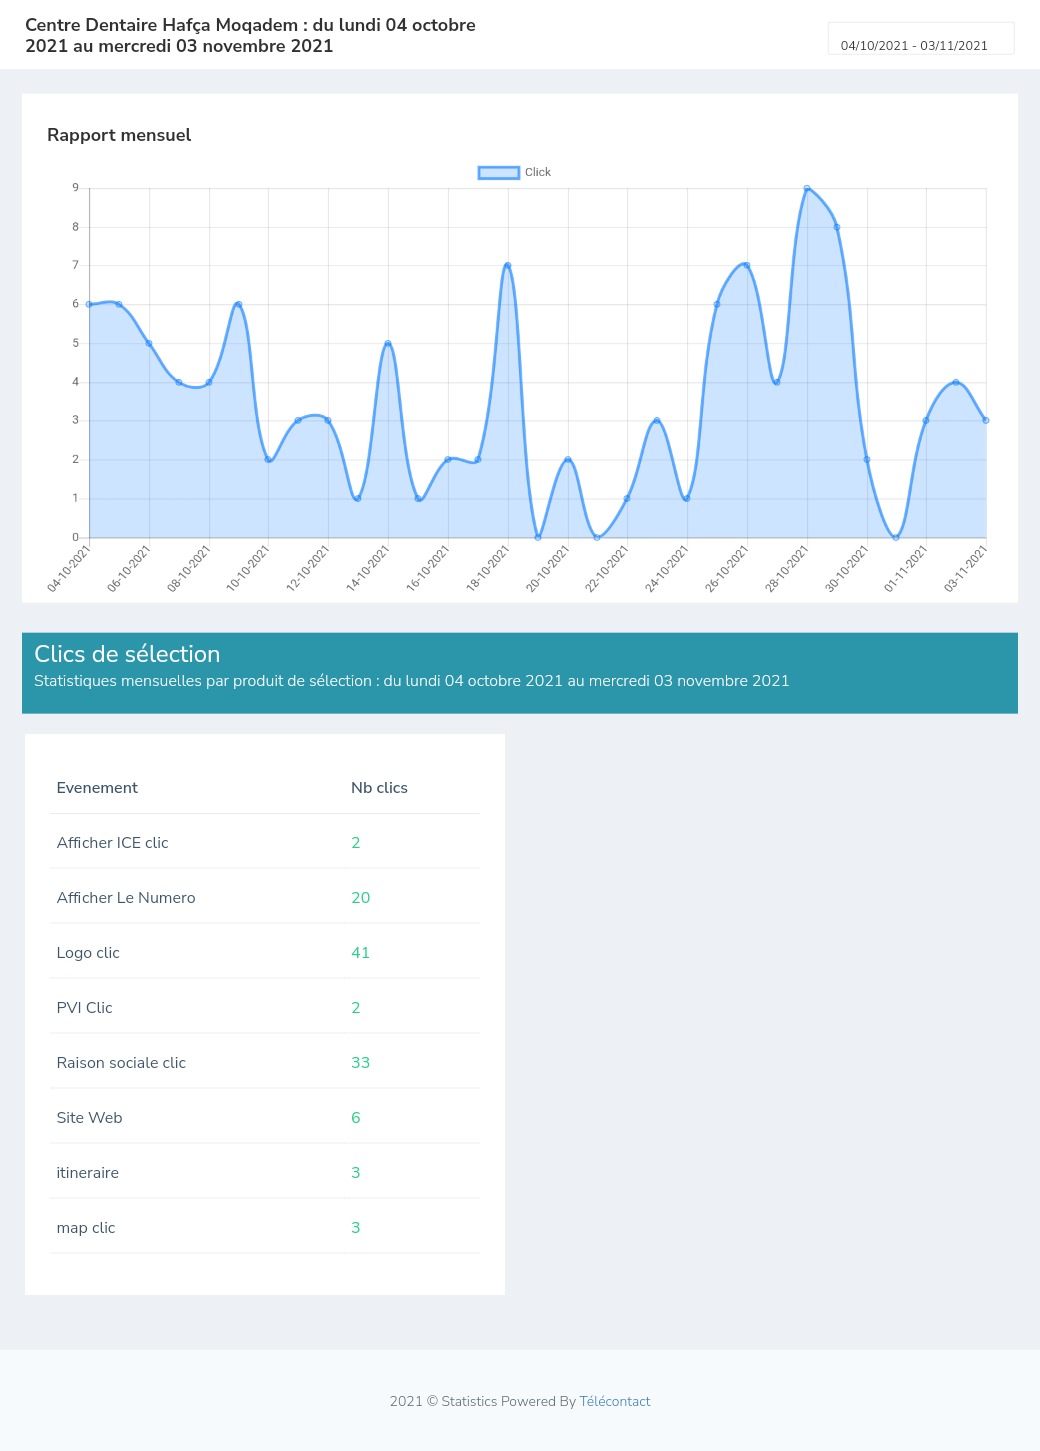 Centre Dentaire Hafça Moqadem : du lundi 04 octobre
2021 au mercredi 03 novembre 2021
04/10/2021 - 03/11/2021
Rapport mensuel
Click
9
8
7
6
5
4
3
2
1
0
04-10-2021
06-10-2021
08-10-2021
10-10-2021
12-10-2021
14-10-2021
16-10-2021
18-10-2021
20-10-2021
22-10-2021
24-10-2021
26-10-2021
28-10-2021
30-10-2021
01-11-2021
03-11-2021
Clics de sélection
Statistiques mensuelles par produit de sélection : du lundi 04 octobre 2021 au mercredi 03 novembre 2021
Evenement Nb clics
Afficher ICE clic 2
Afficher Le Numero 20
Logo clic 41
PVI Clic 2
Raison sociale clic 33
Site Web 6
itineraire 3
map clic 3
2021 © Statistics Powered By Télécontact